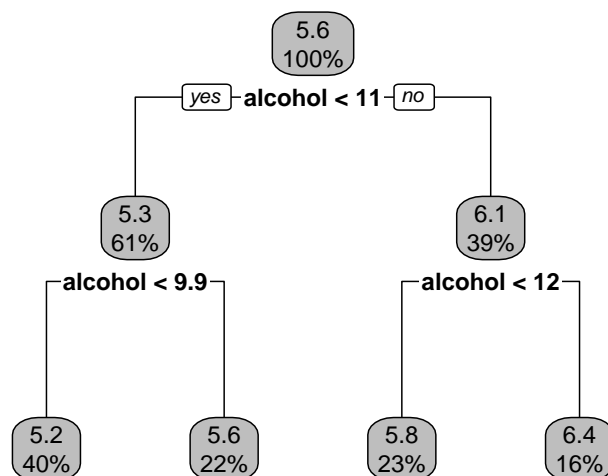 5.6
100%
yes alcohol < 11 no
5.3 6.1
61% 39%
alcohol < 9.9 alcohol < 12
5.2 5.6 5.8 6.4
40% 22% 23% 16%